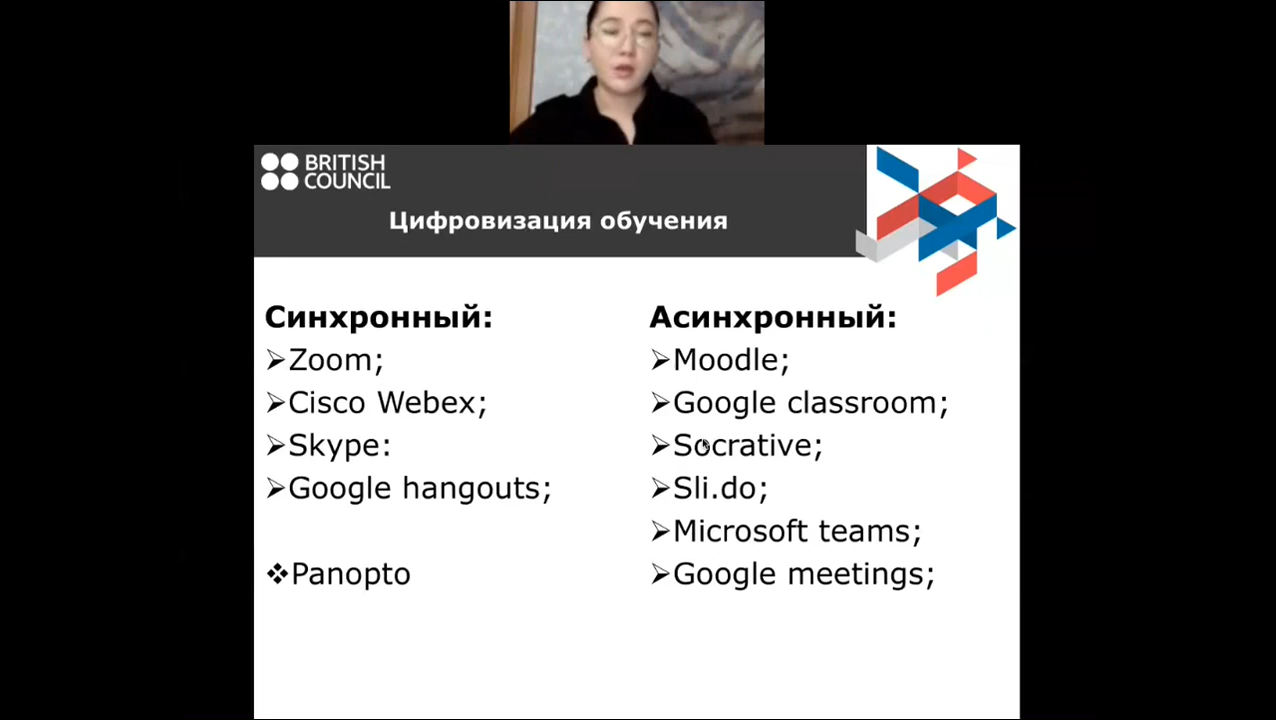 BRITISH
COUNCIL
Цифровизация обучения
Синхронный:
Zoom;
Cisco Webex;
Skype:
Google hangouts;
Panopto
Асинхронный:
Moodle;
Google classroom;
Socrative;
Sli.do;
Microsoft teams;
Google meetings;